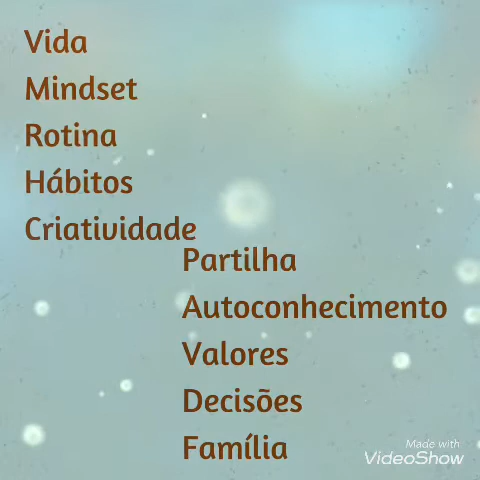 Vida
Mindset
Rotina
Hábitos
Criatividade
Partilha
Autoconhecimento
Valores
Decisões
Família
Made with
VideoShow